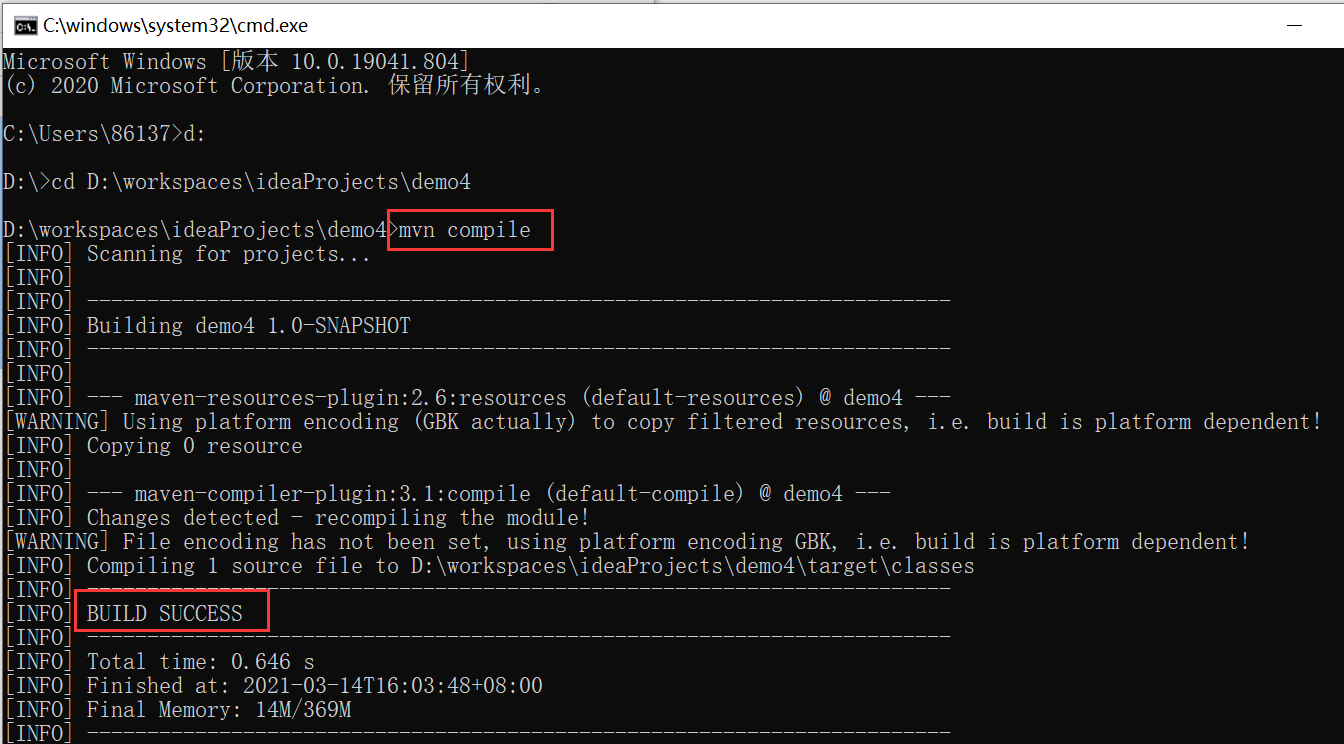 C:\windows\system32\cmd.exe
Microsoft Windows [版本 10.0.19041.804]
(c) 2020 Microsoft Corporation. 保留所有权利。
C:\Users\86137>d:
D:\>cd D:\workspaces\ideaProjects\demo4
D:\workspaces\ideaProjects\demo4>mvn compile
[INFO] Scanning for projects...
[INFO]
[INFO] ------------------------------------------------------------------------
[INFO] Building demo4 1.0-SNAPSHOT
[INFO] ------------------------------------------------------------------------
[INFO]
[INFO] --- maven-resources-plugin:2.6:resources (default-resources) @ demo4 ---
[WARNING] Using platform encoding (GBK actually) to copy filtered resources, i.e. build is platform dependent!
[INFO] Copying 0 resource
[INFO]
[INFO] --- maven-compiler-plugin:3.1:compile (default-compile) @ demo4 ---
[INFO] Changes detected - recompiling the module!
[WARNING] File encoding has not been set, using platform encoding GBK, i.e. build is platform dependent!
[INFO] Compiling 1 source file to D:\workspaces\ideaProjects\demo4\target\classes
[INFO] ------------------------------------------------------------------------
[INFO] BUILD SUCCESS
[INFO] ------------------------------------------------------------------------
[INFO] Total time: 0.646 s
[INFO] Finished at: 2021-03-14T16:03:48+08:00
[INFO] Final Memory: 14M/369M
[INFO] ------------------------------------------------------------------------